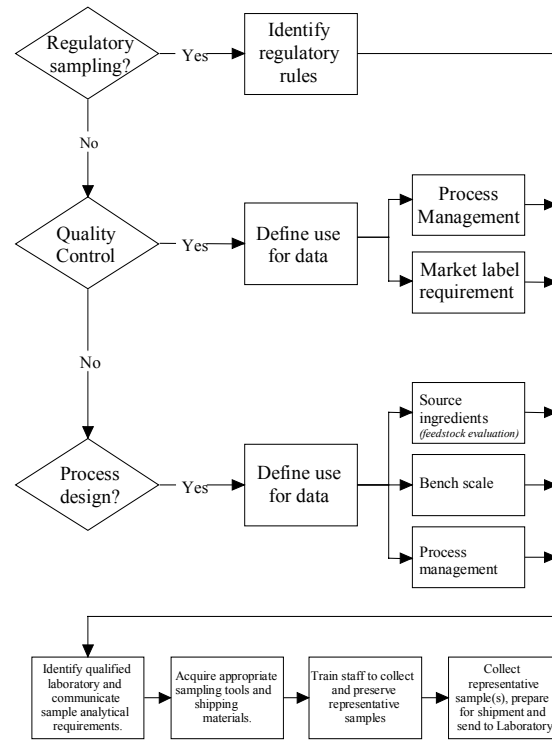 Regulatory
sampling?
Yes
Identify
regulatory
rules
No
Quality
Control
Yes
Define use
for data
Process
Management
Market label
requirement
No
Process
design?
Yes
Define use
for data
Source
ingredients
(feedstock evaluation)
Bench scale
Process
management
Identify qualified
laboratory and
communicate
sample analytical
requirements.
Acquire appropriate
sampling tools and
shipping
materials.
Train staff to collect
and preserve
representative
samples
Collect
representative
sample(s), prepare
for shipment and
send to Laboratory